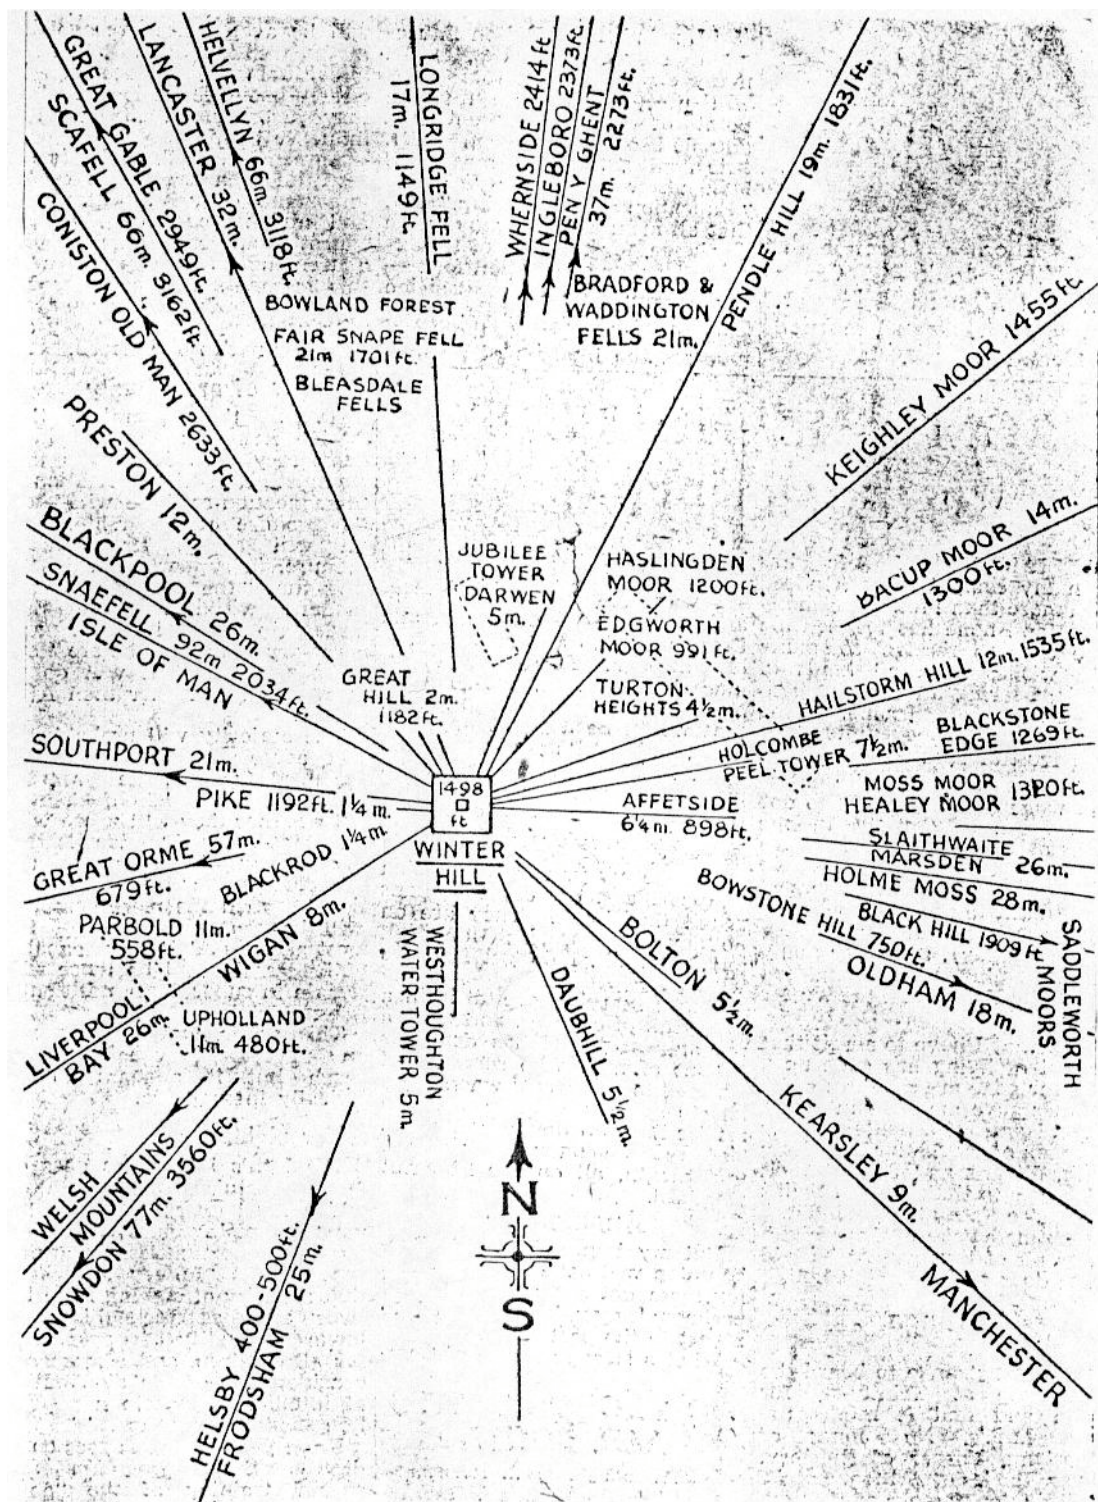 GREAT GABLE 2949ft.
SCAFELL 66m. 3162ft
LANCASTER 32m.
HELVELLYN 66m. 3118ft.
LONGRIDGE FELL
17m. 1149ft.
WHERNSIDE 2414ft
INGLEBORO 2373ft.
PEN Y GHENT
37m. 2273ft.
PENDLE HILL 19m. 1831ft.
CONISTON OLD MAN 2633ft.
BOWLAND FOREST
FAIR SNAPE FELL
21m 1701ft.
BLEASDALE
FELLS
BRADFORD &
WADDINGTON
FELLS 21m.
KEIGHLEY MOOR 1455ft.
PRESTON 12m.
BLACKPOOL 26m.
SNAEFELL 92m 2034ft.
ISLE OF MAN
JUBILEE
TOWER
DARWEN
5m.
HASLINGDEN
MOOR 1200ft.
EDGWORTH
MOOR 991ft.
BACUP MOOR 14m.
1300ft.
GREAT
HILL 2m.
1182ft.
TURTON
HEIGHTS 4½m.
HAILSTORM HILL 12m. 1535ft.
HOLCOMBE
PEEL TOWER 7½m.
BLACKSTONE
EDGE 1269ft.
SOUTHPORT 21m.
PIKE 1192ft. 1¼m.
1498
ft
WINTER
HILL
AFFETSIDE
6¼m. 898ft.
MOSS MOOR
HEALEY MOOR 1320ft.
SLAITHWAITE
MARSDEN 26m.
HOLME MOSS 28m.
BLACK HILL 1909ft
BOWSTONE HILL 750ft.
OLDHAM 18m.
SADDLEWORTH
MOORS
GREAT ORME 57m.
679ft.
BLACKROD 1¼m.
PARBOLD 11m.
558ft.
WIGAN 8m.
LIVERPOOL
BAY 26m.
UPHOLLAND
11m. 480ft.
WESTHOUGHTON
WATER TOWER 5m
DAUBHILL 5½m.
BOLTON 5½m.
KEARSLEY 9m.
MANCHESTER
WELSH
MOUNTAINS
SNOWDON 77m. 3560ft.
HELSBY 400-500ft.
FRODSHAM 25m.
N
S